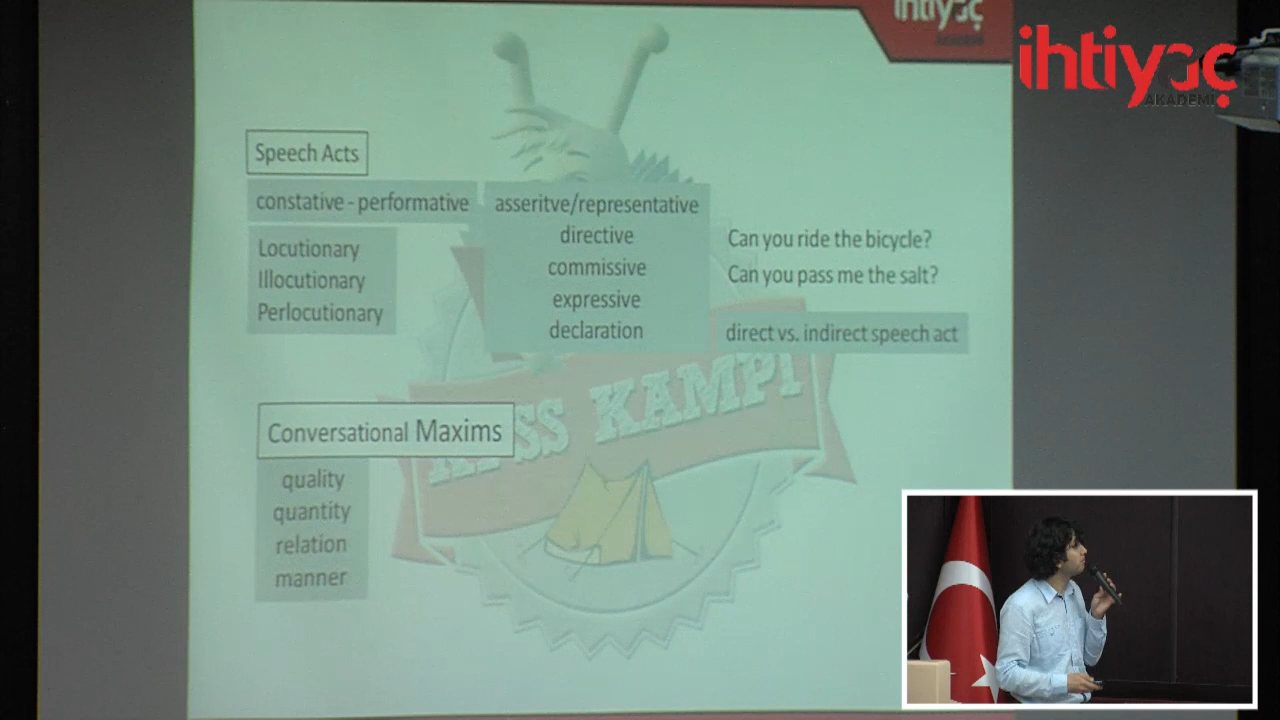 ihtiyaç
AKADEMİ
ihtiyaç
AKADEMİ
Speech Acts
constative - performative
Locutionary
Illocutionary
Perlocutionary
asseritve/representative
directive
commissive
expressive
declaration
Can you ride the bicycle?
Can you pass me the salt?
direct vs. indirect speech act
KPSS KAMPI
Conversational Maxims
quality
quantity
relation
manner